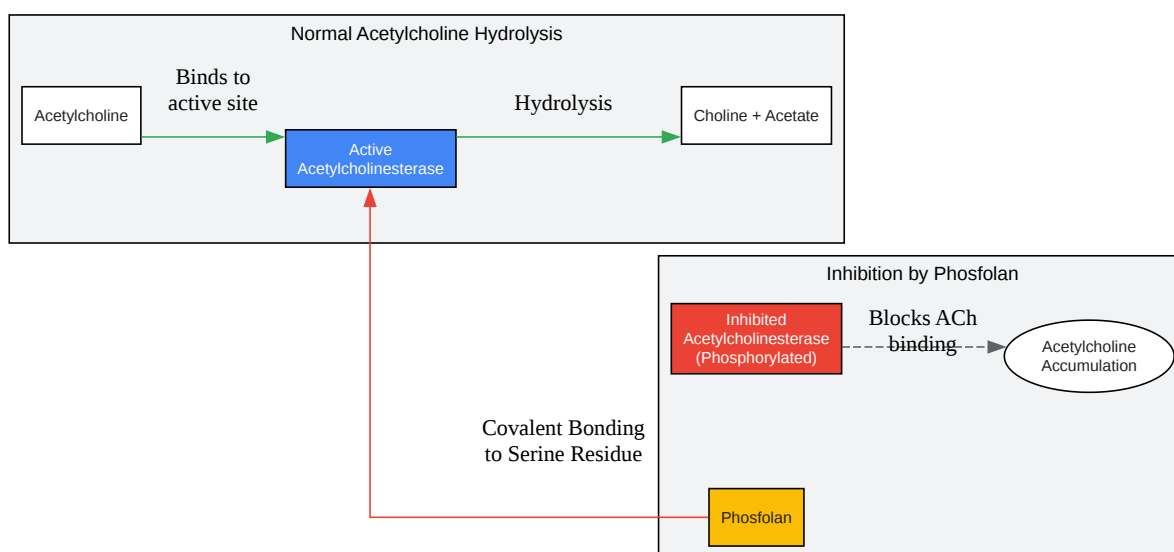 Normal Acetylcholine Hydrolysis
Acetylcholine
Binds to
active site
Active
Acetylcholinesterase
Hydrolysis
Choline + Acetate
Inhibition by Phosfolan
Inhibited
Acetylcholinesterase
(Phosphorylated)
Blocks ACh
binding
Acetylcholine
Accumulation
Covalent Bonding
to Serine Residue
Phosfolan